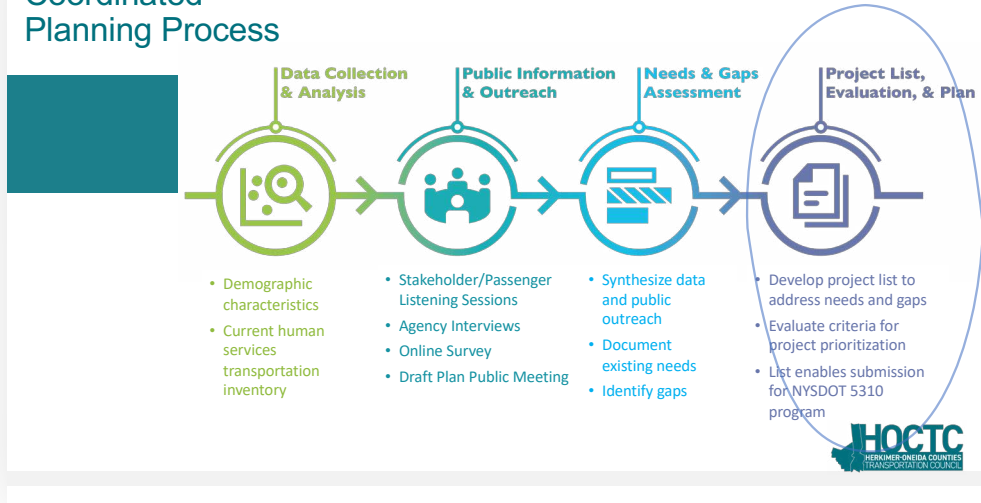 Coordinated
Planning Process
Data Collection
& Analysis
Public Information
& Outreach
Needs & Gaps
Assessment
Project List,
Evaluation, & Plan
• Demographic
characteristics
• Current human
services
transportation
inventory
• Stakeholder/Passenger
Listening Sessions
• Agency Interviews
• Online Survey
• Draft Plan Public Meeting
• Synthesize data
and public
outreach
• Document
existing needs
• Identify gaps
• Develop project list to
address needs and gaps
• Evaluate criteria for
project prioritization
• List enables submission
for NYSDOT 5310
program
HOCTC
HERKIMER-ONEIDA COUNTIES
TRANSPORTATION COUNCIL